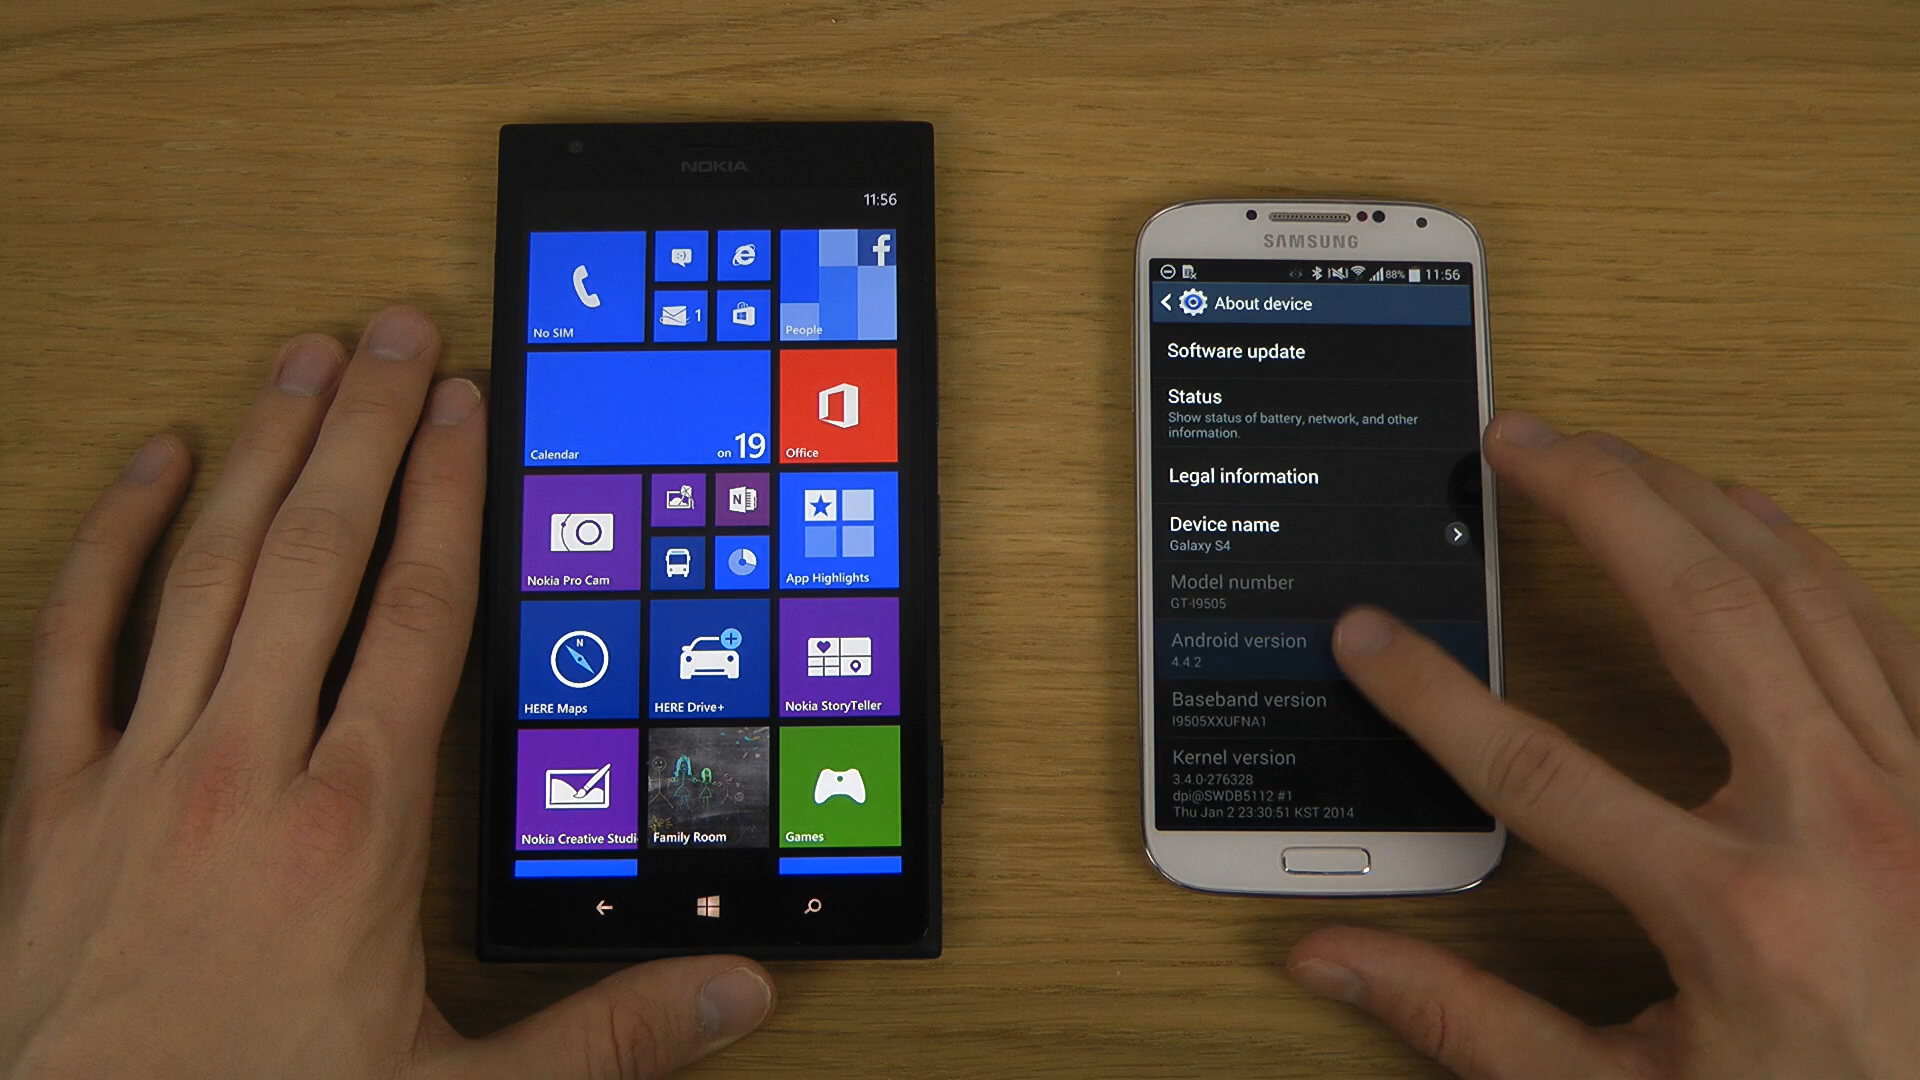 NOKIA
11:56
No SIM
1
f
People
Calendar
on 19
Office
Nokia Pro Cam
N
App Highlights
N
HERE Maps
HERE Drive+
Nokia StoryTeller
Nokia Creative Studi
Family Room
Games
SAMSUNG
88% 11:56
About device
Software update
Status
Show status of battery, network, and other
information.
Legal information
Device name
Galaxy S4
Model number
GT-I9505
Android version
4.4.2
Baseband version
I9505XXUFNA1
Kernel version
3.4.0-276328
dpi@SWDB5112 #1
Thu Jan 2 23:30:51 KST 2014